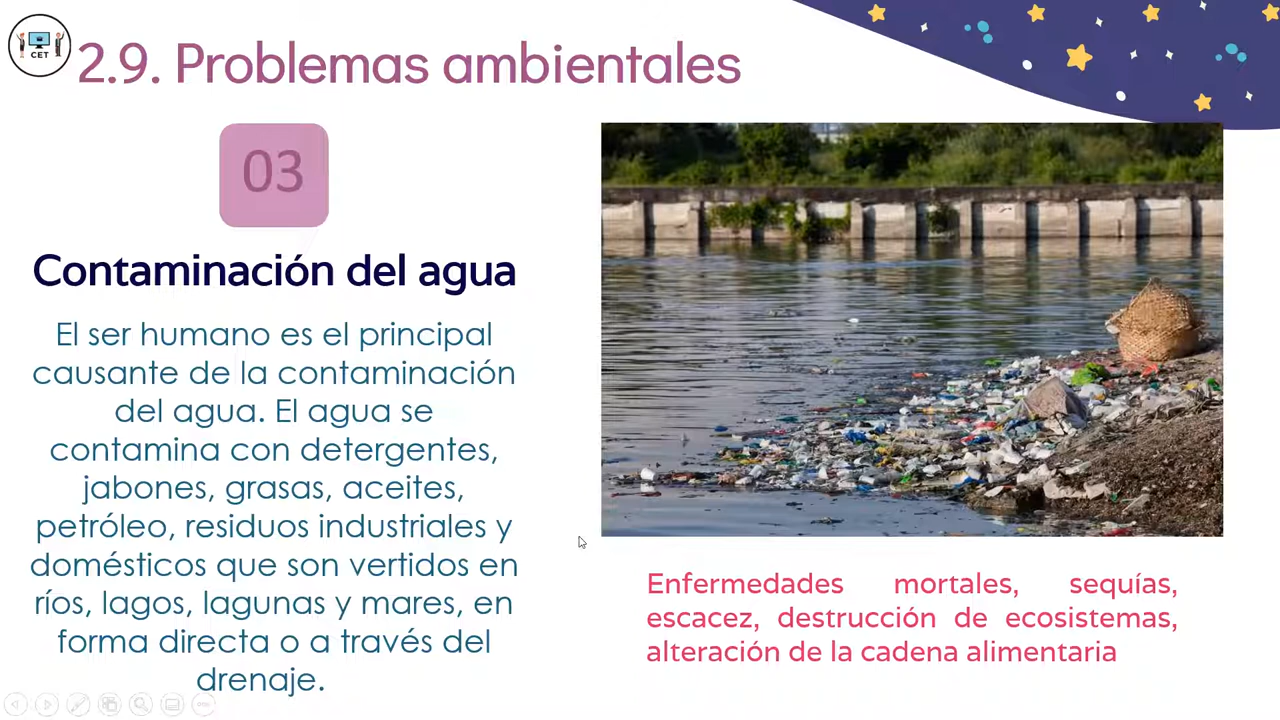 CET
2.9. Problemas ambientales
03
Contaminación del agua
El ser humano es el principal
causante de la contaminación
del agua. El agua se
contamina con detergentes,
jabones, grasas, aceites,
petróleo, residuos industriales y
domésticos que son vertidos en
ríos, lagos, lagunas y mares, en
forma directa o a través del
drenaje.
Enfermedades mortales, sequías,
escacez, destrucción de ecosistemas,
alteración de la cadena alimentaria